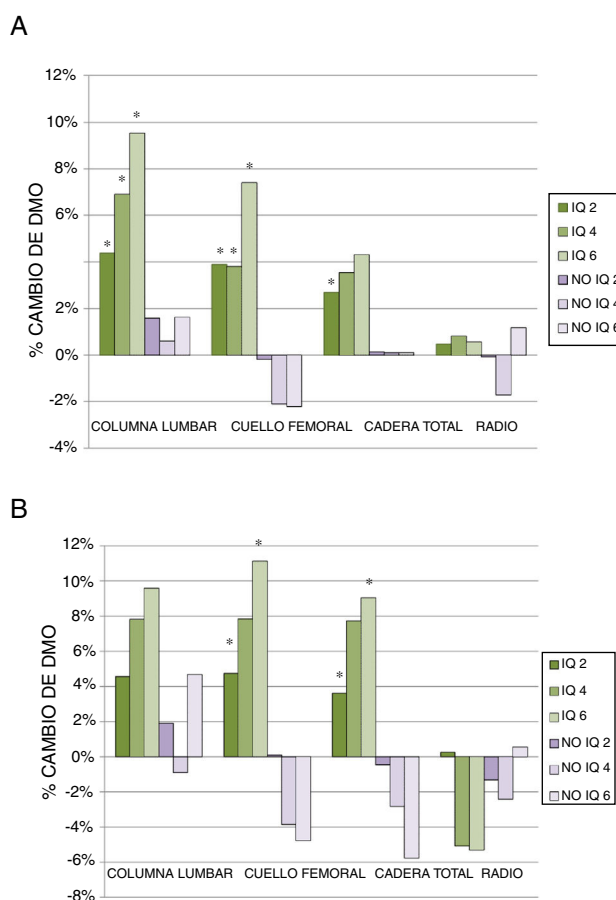 A
12%
10%
8%
6%
2%
0%
-2%
-4%
% CAMBIO DE DMO
* * * * * * *
COLUMNA LUMBAR CUELLO FEMORAL CADERA TOTAL RADIO
IQ 2
IQ 4
IQ 6
NO IQ 2
NO IQ 4
NO IQ 6
B
12%
10%
8%
6%
4%
2%
0%
-2%
-4%
-6%
-8%
% CAMBIO DE DMO
* * * *
COLUMNA LUMBAR CUELLO FEMORAL CADERA TOTAL RADIO
IQ 2
IQ 4
IQ 6
NO IQ 2
NO IQ 4
NO IQ 6